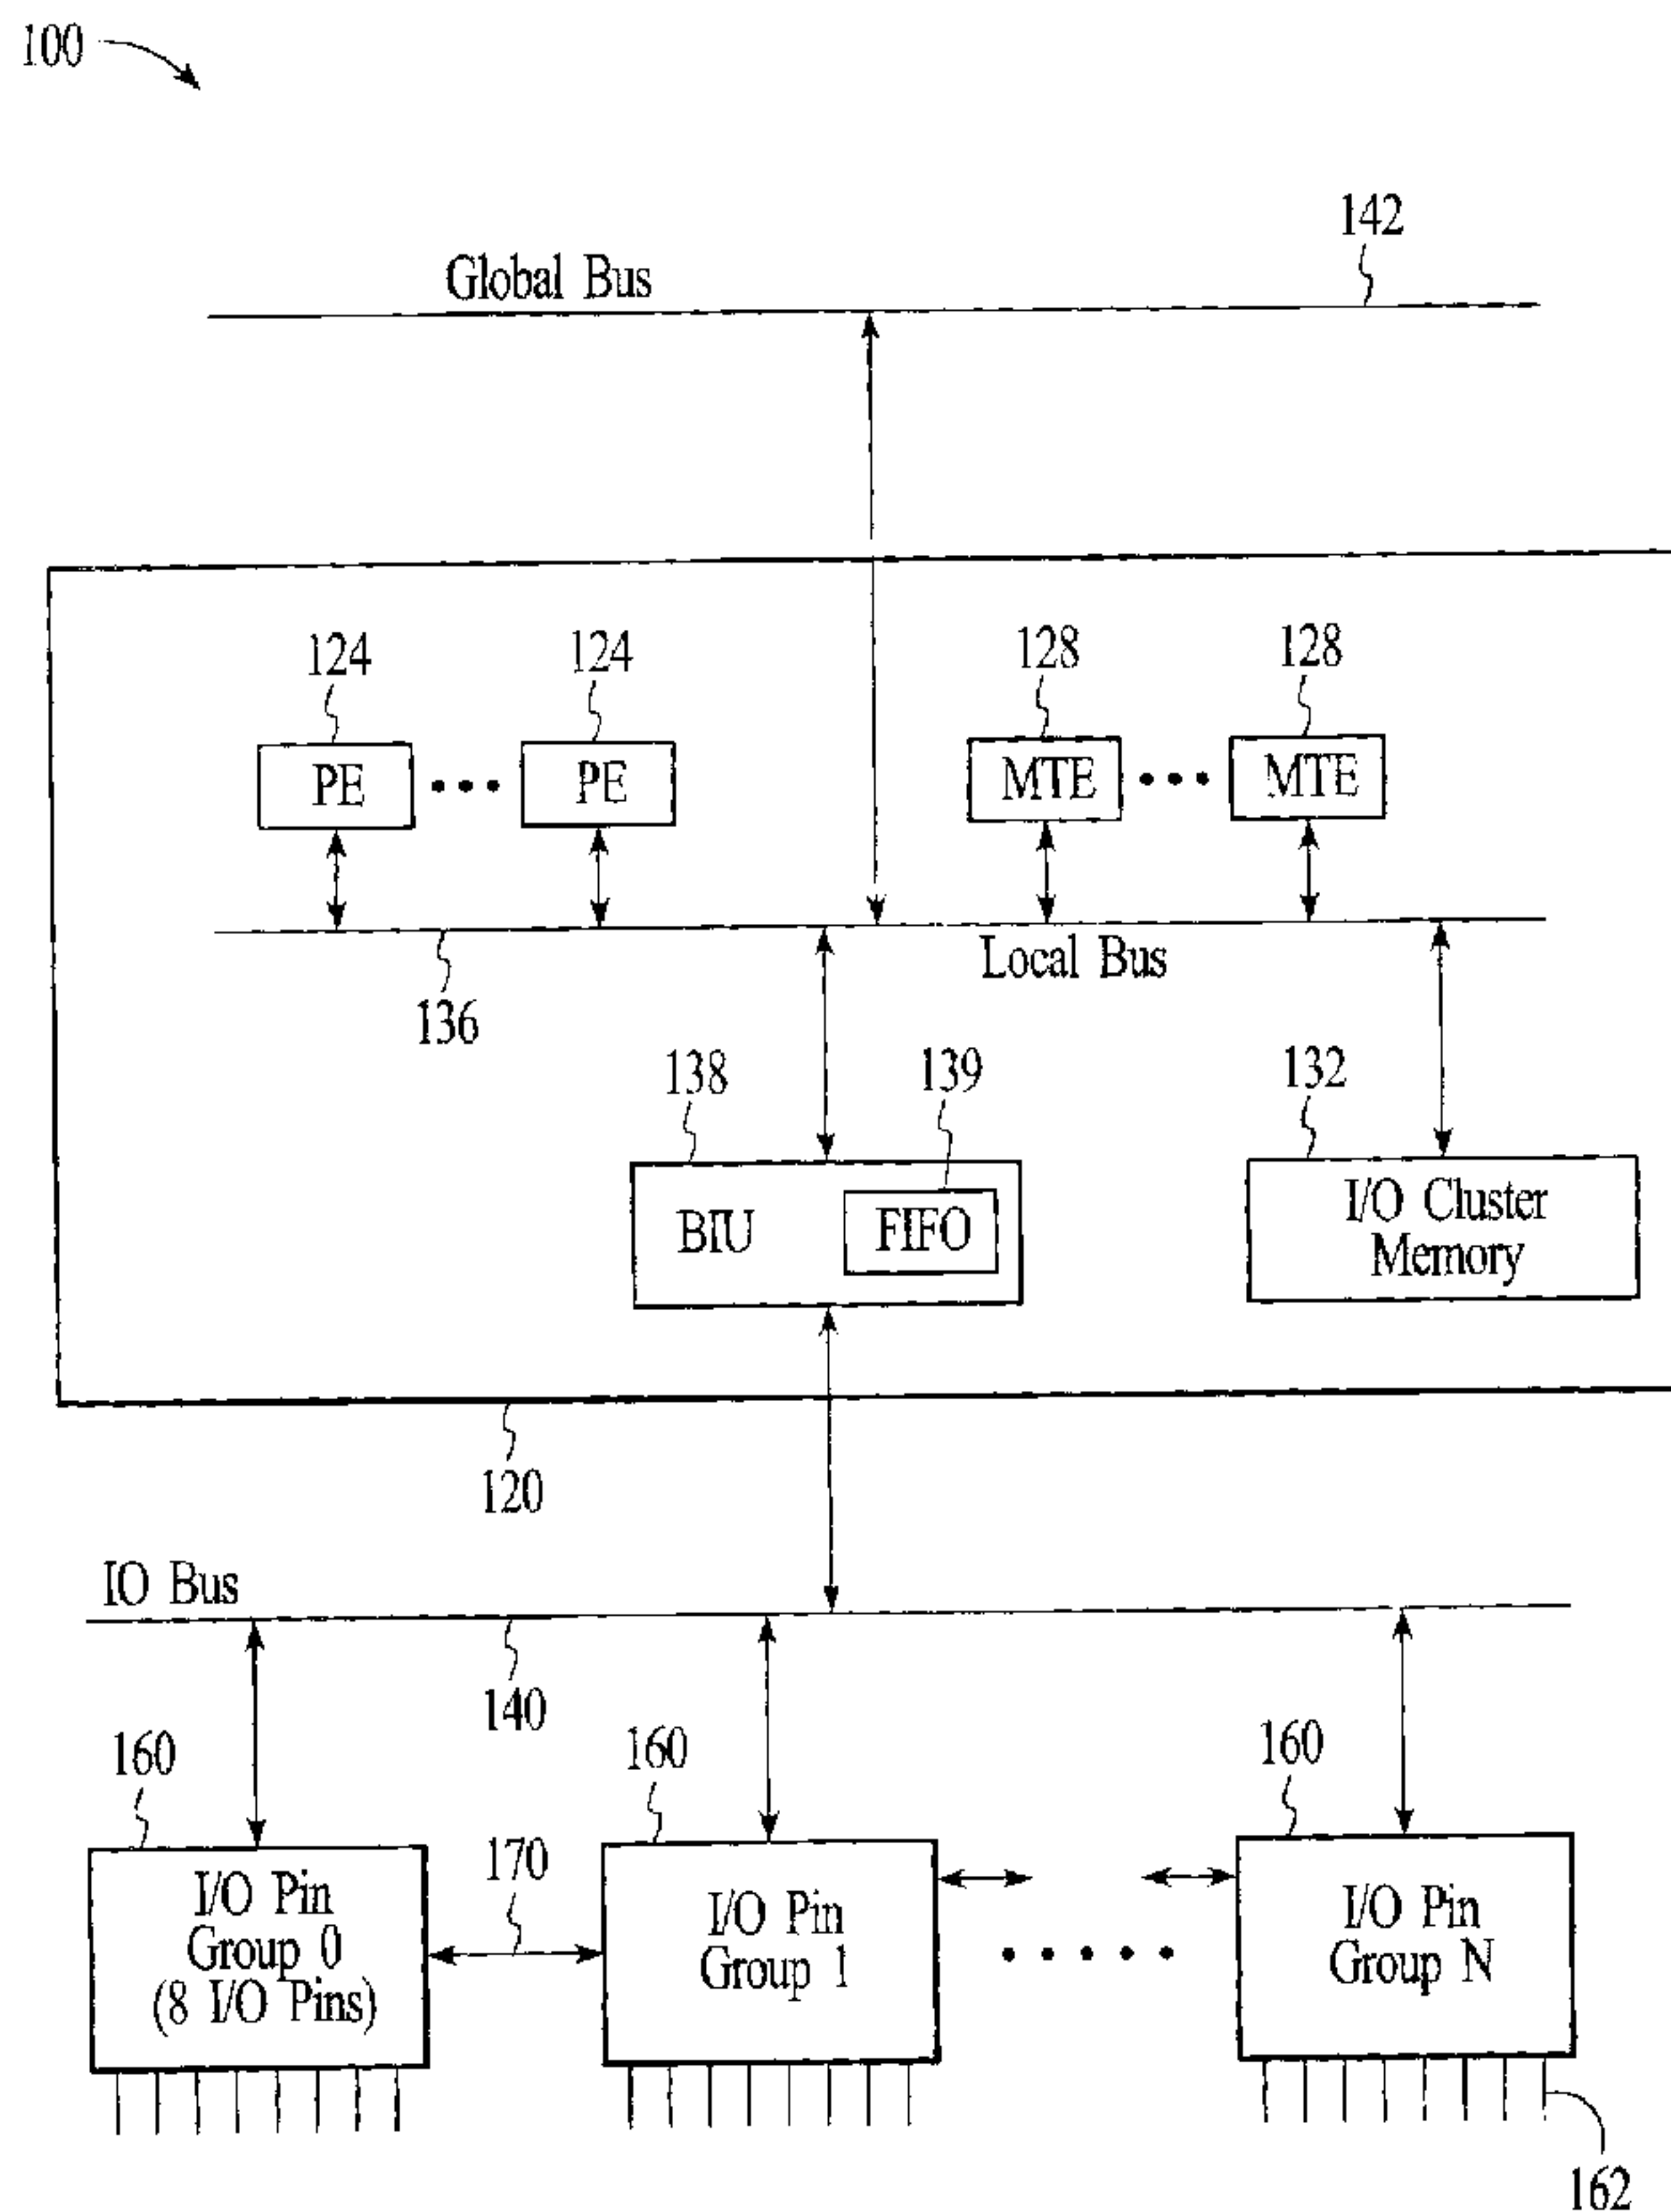 100
142
Global Bus
124
124
128
128
PE
PE
MTE
MTE
Local Bus
136
138
139
132
BIU
FIFO
I/O Cluster
Memory
120
IO Bus
140
160
160
160
170
I/O Pin
Group 0
(8 I/O Pins)
I/O Pin
Group 1
I/O Pin
Group N
162